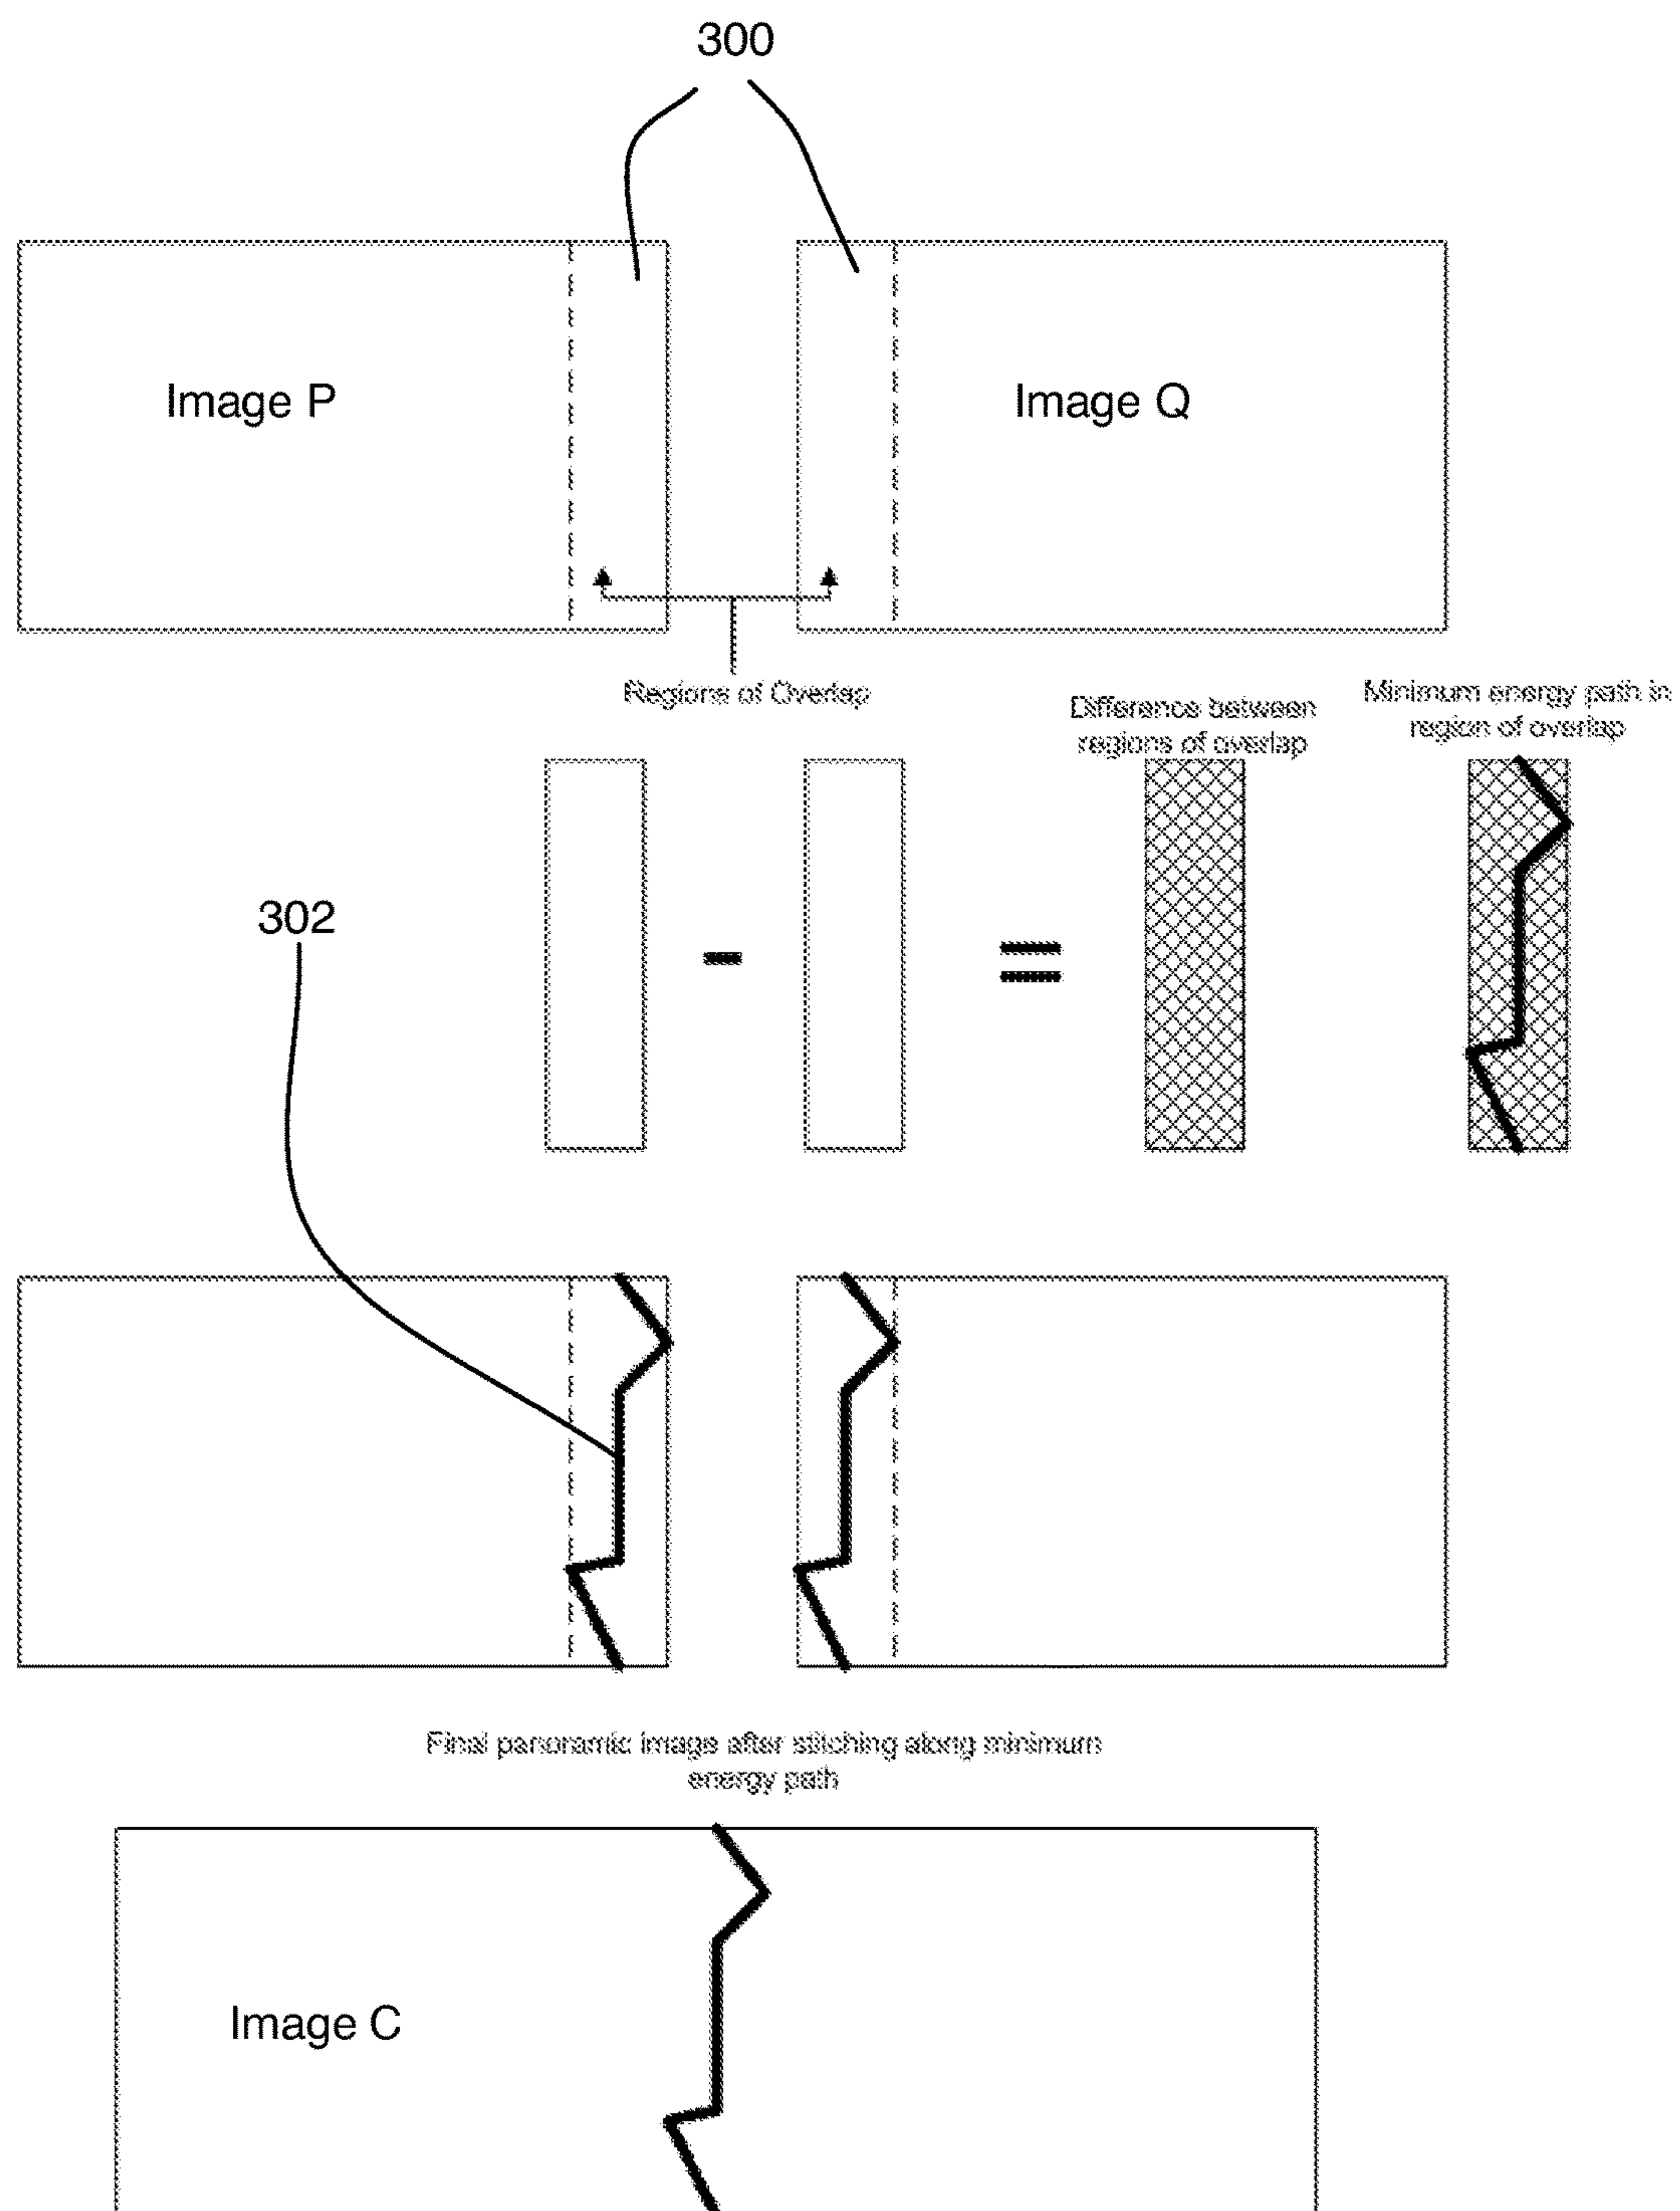 300
Image P
Image Q
Regions of Overlap
Difference between
regions of overlap
Minimum energy path in
region of overlap
302
-
=
Final panoramic image after stitching along minimum
energy path
Image C